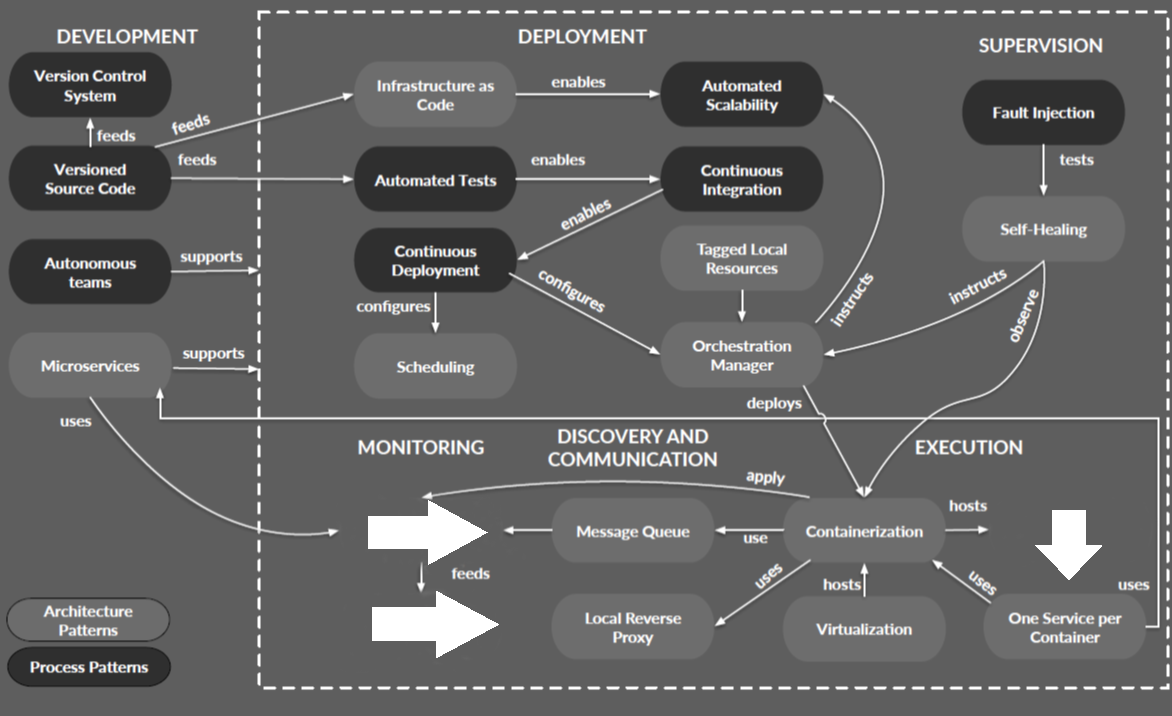 DEVELOPMENT
DEPLOYMENT
SUPERVISION
Version Control
System
feeds
Versioned
Source Code
feeds
feeds
Autonomous
teams
supports
Microservices
supports
uses
Infrastructure as
Code
enables
Automated
Scalability
Automated Tests
enables
Continuous
Integration
enables
Continuous
Deployment
configures
configures
Scheduling
Tagged Local
Resources
Orchestration
Manager
instructs
deploys
Fault Injection
tests
Self-Healing
instructs
observe
MONITORING
DISCOVERY AND
COMMUNICATION
EXECUTION
apply
Message Queue
use
Containerization
hosts
feeds
uses
hosts
uses
uses
Local Reverse
Proxy
Virtualization
One Service per
Container
Architecture
Patterns
Process Patterns